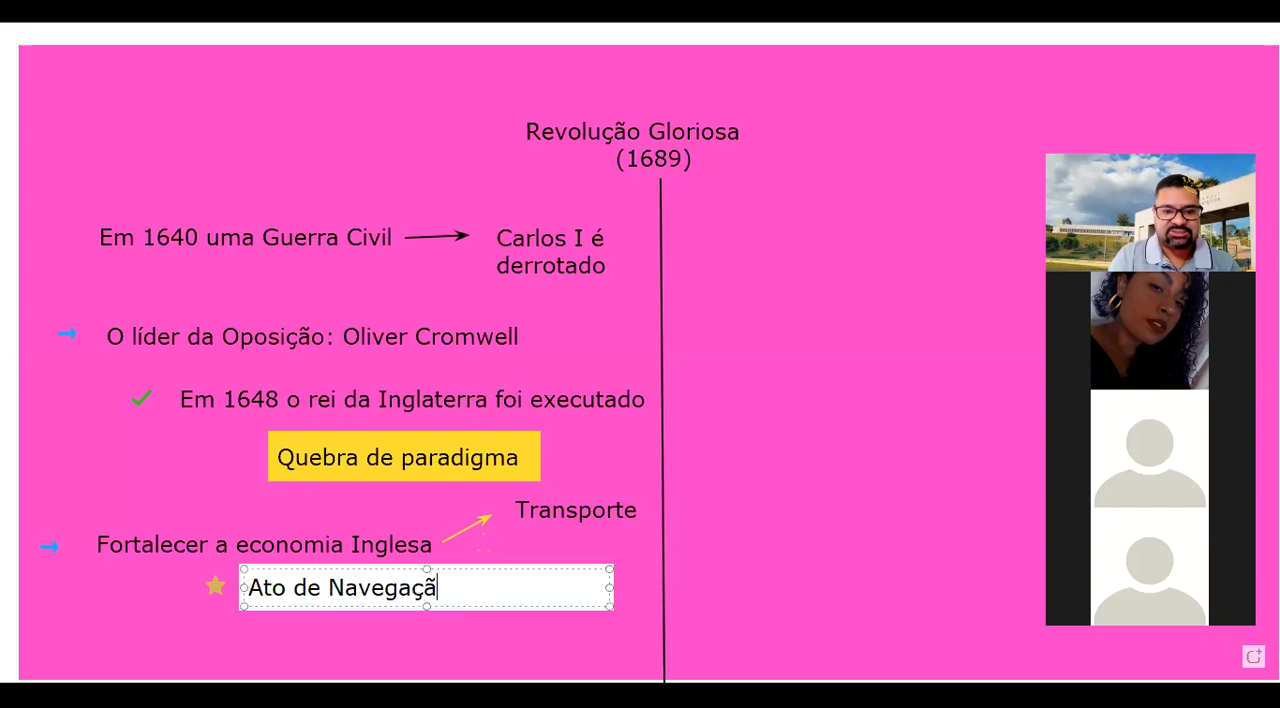 Revolução Gloriosa
(1689)
Em 1640 uma Guerra Civil
Carlos I é
derrotado
O líder da Oposição: Oliver Cromwell
Em 1648 o rei da Inglaterra foi executado
Quebra de paradigma
Transporte
Fortalecer a economia Inglesa
Ato de Navegaçã